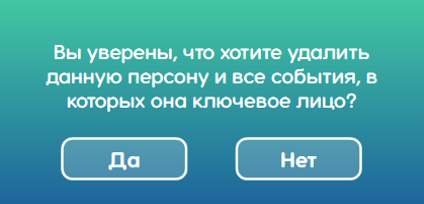 Вы уверены, что хотите удалить
данную персону и все события, в
которых она ключевое лицо?
Да
Нет